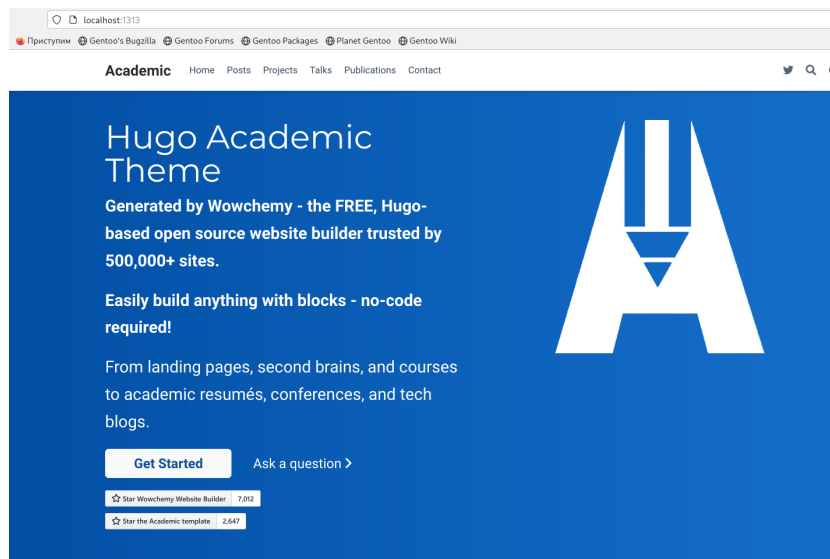 localhost:1313
Приступим Gentoo's Bugzilla Gentoo Forums Gentoo Packages Planet Gentoo Gentoo Wiki
Academic Home Posts Projects Talks Publications Contact
Hugo Academic
Theme
Generated by Wowchemy - the FREE, Hugo-
based open source website builder trusted by
500,000+ sites.
Easily build anything with blocks - no-code
required!
From landing pages, second brains, and courses
to academic resumés, conferences, and tech
blogs.
Get Started Ask a question
Star Wowchemy Website Builder 7,012
Star the Academic template 2,647